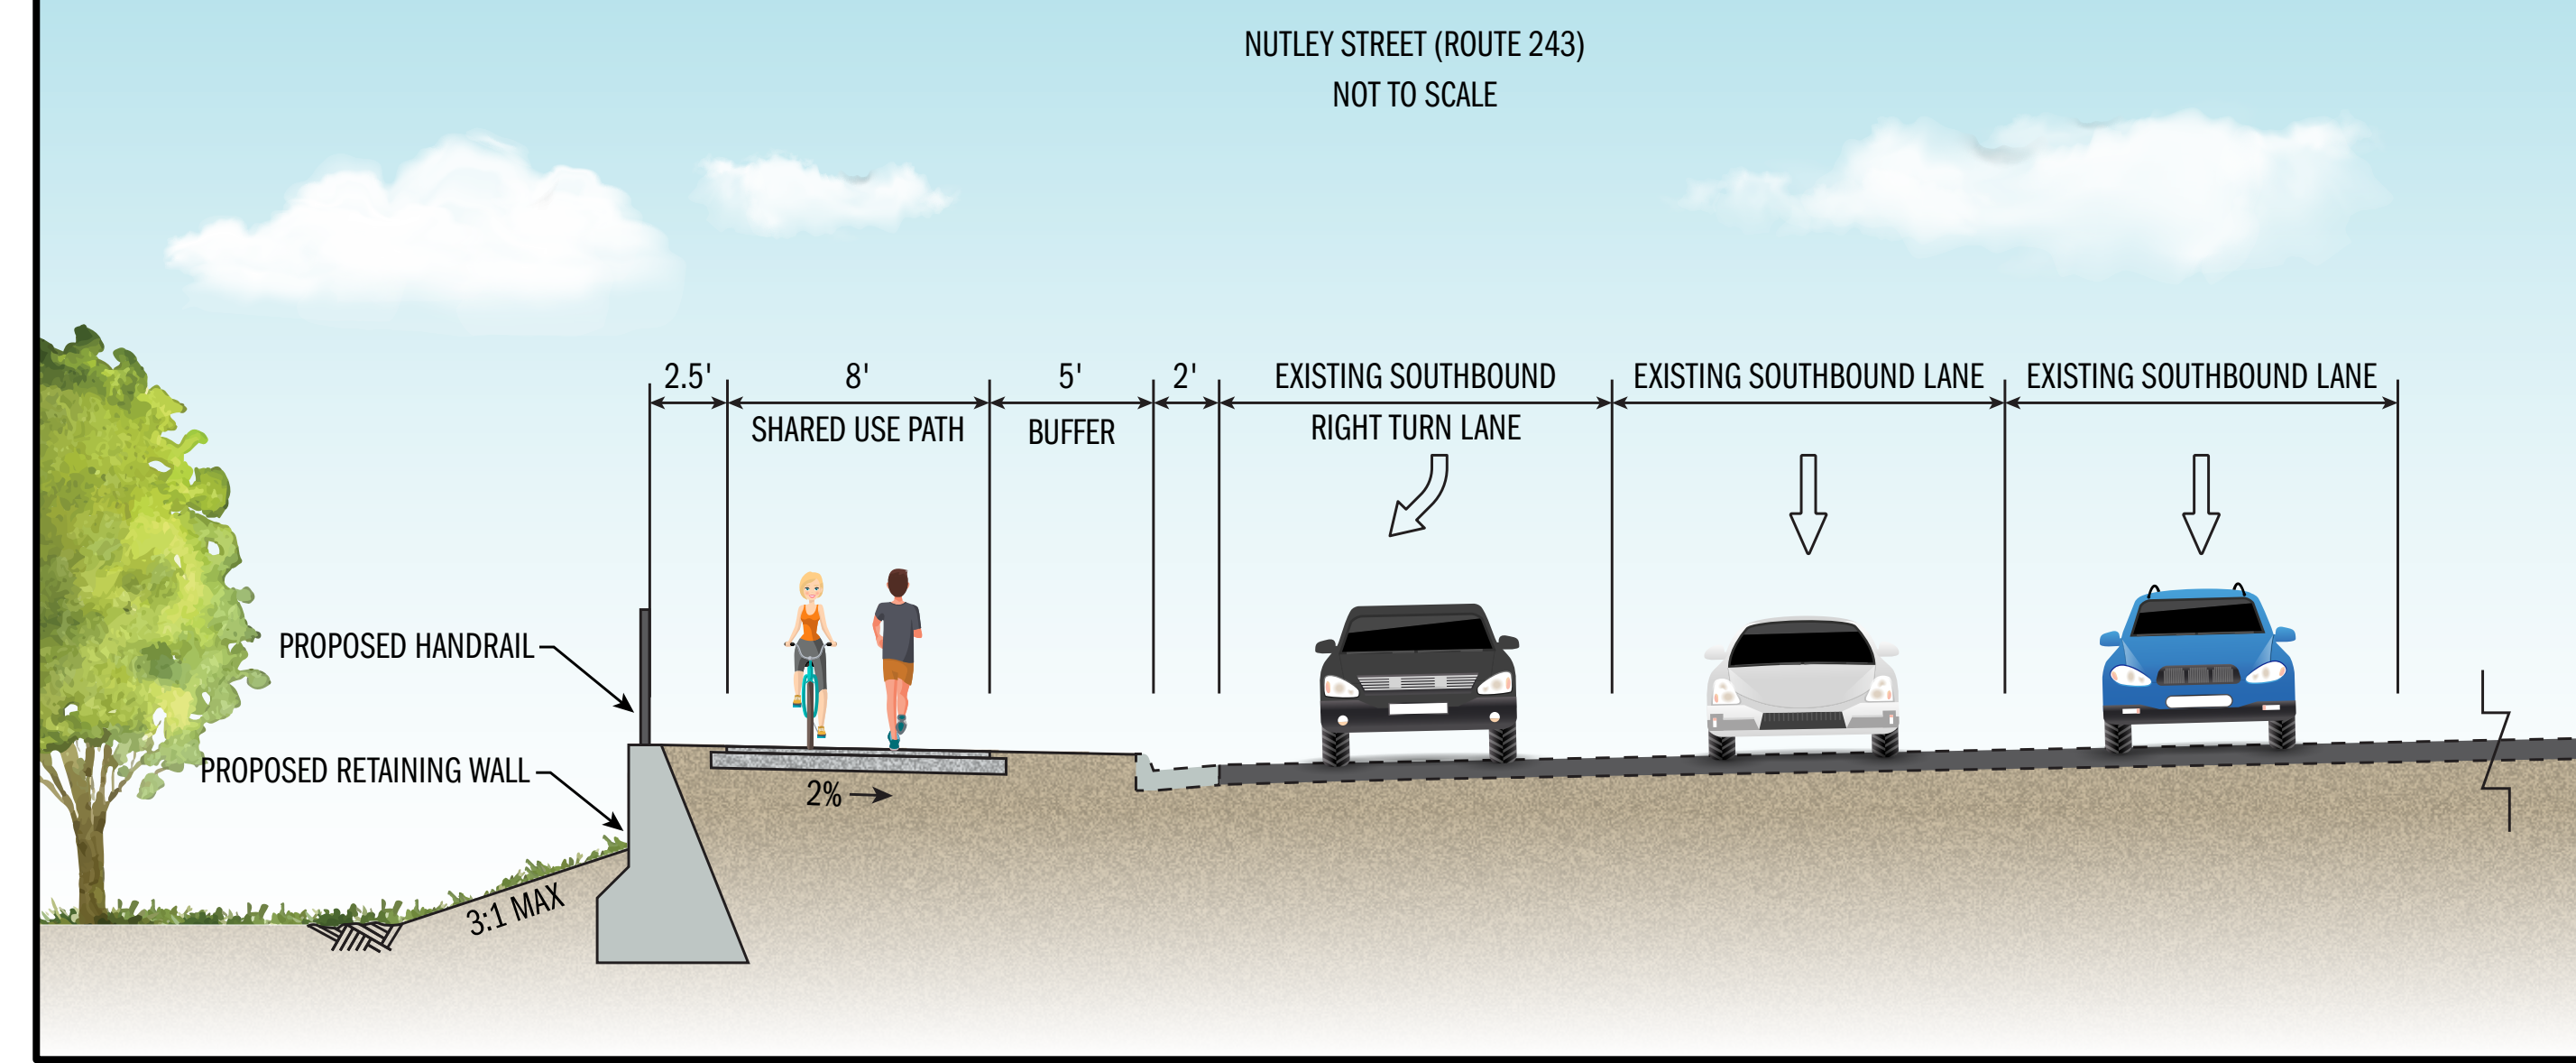 NUTLEY STREET (ROUTE 243)
NOT TO SCALE
2.5'
8'
5'
2'
EXISTING SOUTHBOUND
EXISTING SOUTHBOUND LANE
EXISTING SOUTHBOUND LANE
SHARED USE PATH
BUFFER
RIGHT TURN LANE
PROPOSED HANDRAIL
PROPOSED RETAINING WALL
2%
3:1 MAX